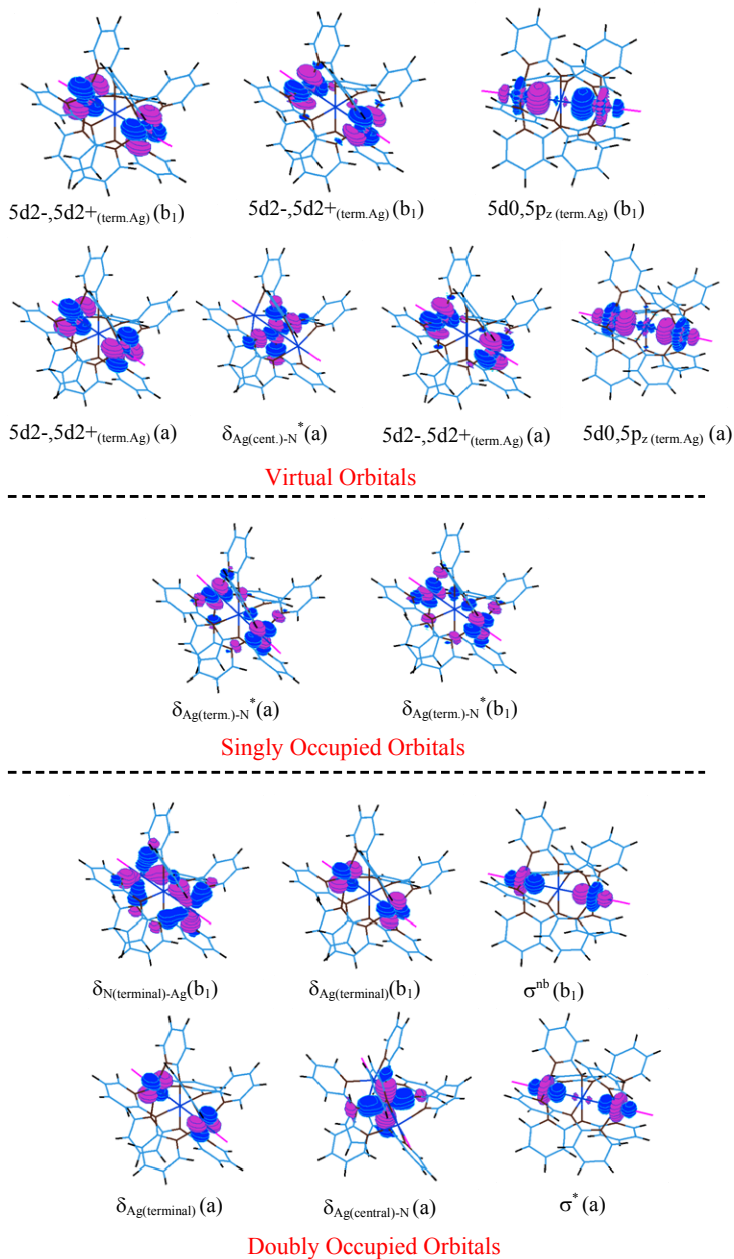 5d2-,5d2+(term.Ag) (b1) 5d2-,5d2+(term.Ag) (b1) 5d0,5pz (term.Ag) (b1)
5d2-,5d2+(term.Ag) (a) δAg(cent.)-N*(a) 5d2-,5d2+(term.Ag) (a) 5d0,5pz (term.Ag) (a)
Virtual Orbitals
δAg(term.)-N*(a) δAg(term.)-N*(b1)
Singly Occupied Orbitals
δN(terminal)-Ag(b1) δAg(terminal)(b1) σnb (b1)
δAg(terminal) (a) δAg(central)-N (a) σ* (a)
Doubly Occupied Orbitals